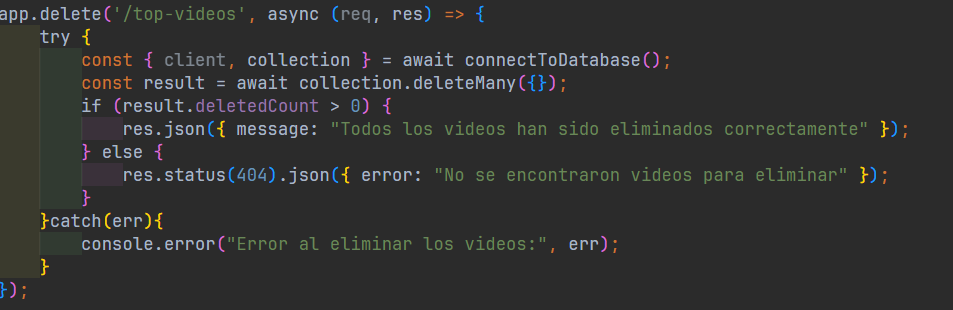 app.delete('/top-videos', async (req, res) => {
    try {
        const { client, collection } = await connectToDatabase();
        const result = await collection.deleteMany({});
        if (result.deletedCount > 0) {
            res.json({ message: "Todos los videos han sido eliminados correctamente" });
        } else {
            res.status(404).json({ error: "No se encontraron videos para eliminar" });
        }
    }catch(err){
        console.error("Error al eliminar los videos:", err);
    }
});